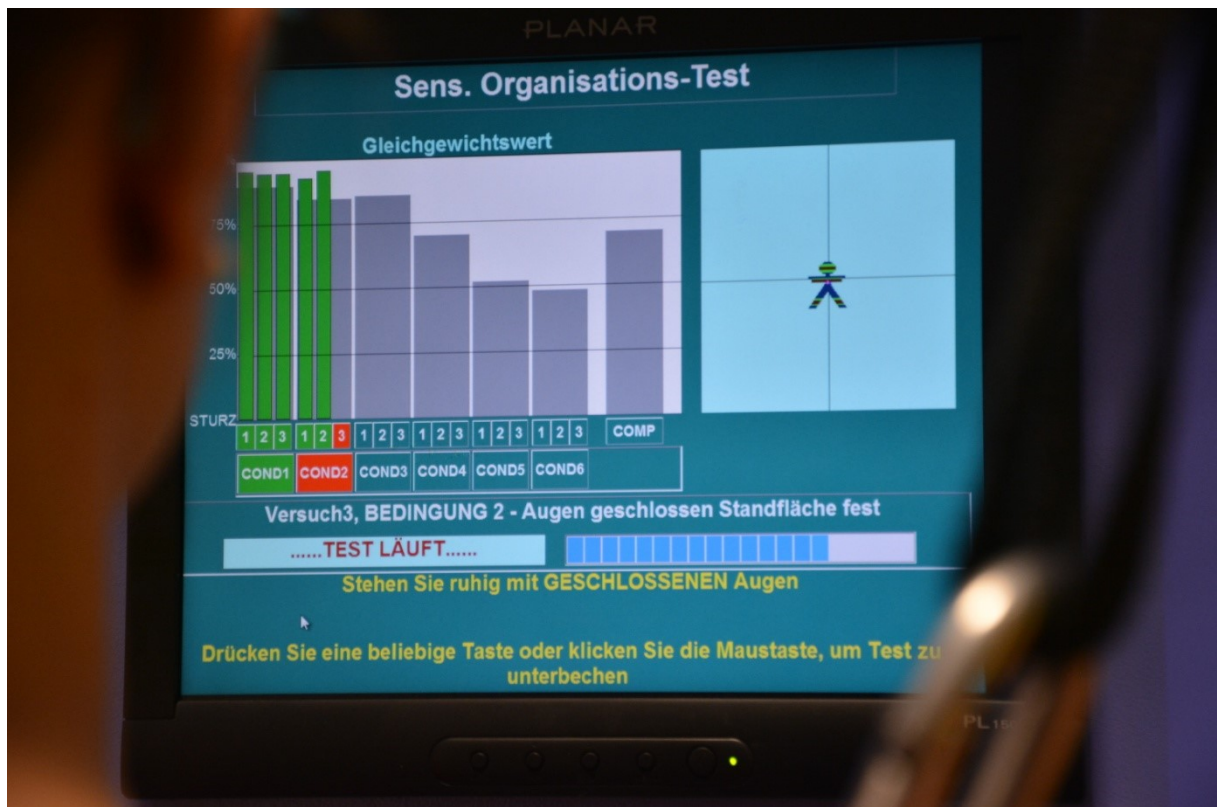 PLANAR
Sens. Organisations-Test
Gleichgewichtswert
75%
50%
25%
STURZ
1 2 3 1 2 3 1 2 3 1 2 3 1 2 3 1 2 3 COMP
COND1 COND2 COND3 COND4 COND5 COND6
Versuch3, BEDINGUNG 2 - Augen geschlossen Standfläche fest
......TEST LÄUFT......
Stehen Sie ruhig mit GESCHLOSSENEN Augen
Drücken Sie eine beliebige Taste oder klicken Sie die Maustaste, um Test zu
unterbechen